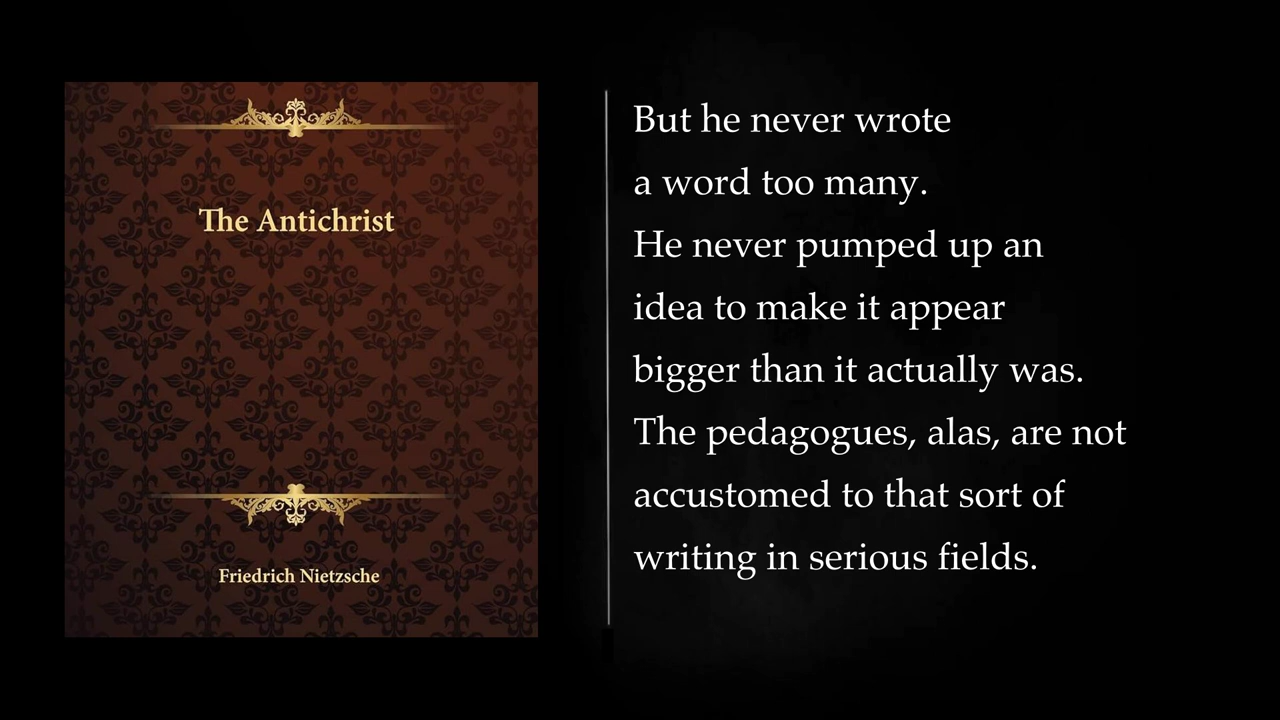 The Antichrist
Friedrich Nietzsche
But he never wrote
a word too many.
He never pumped up an
idea to make it appear
bigger than it actually was.
The pedagogues, alas, are not
accustomed to that sort of
writing in serious fields.